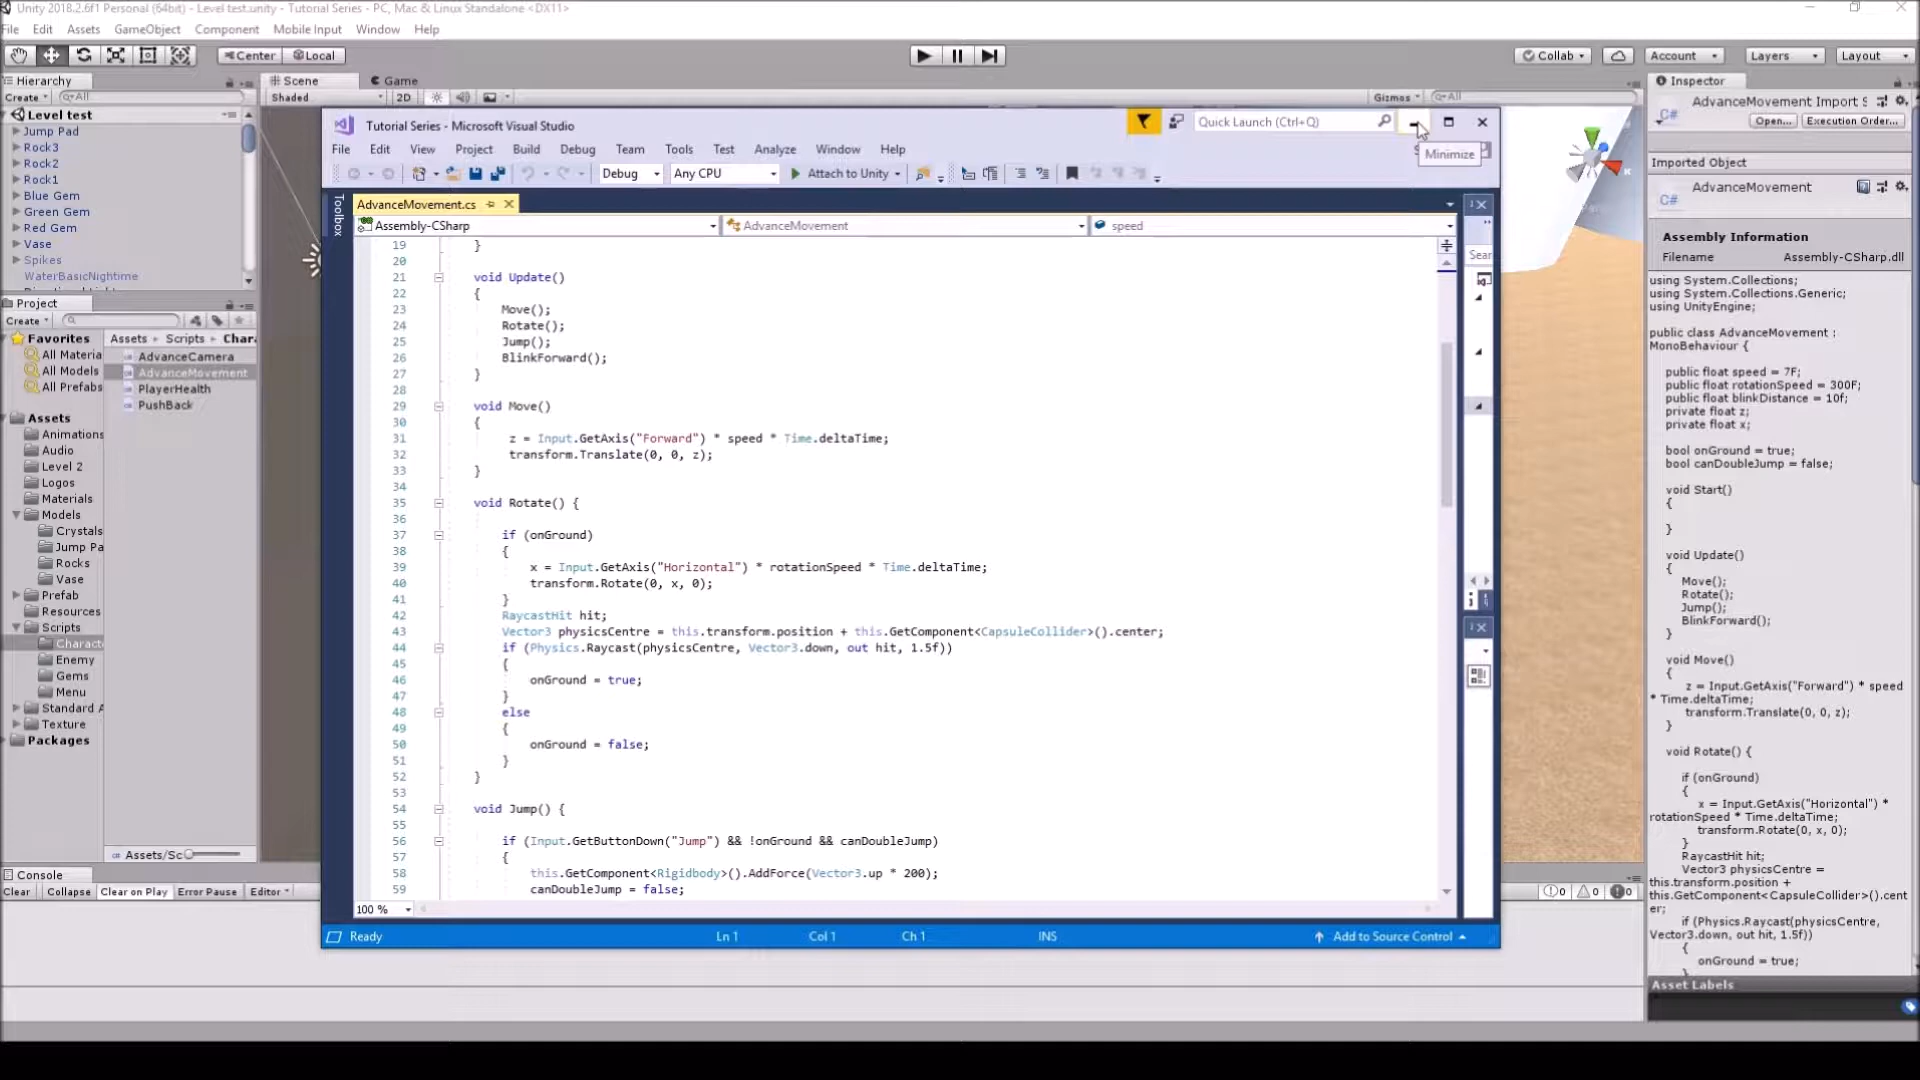 Unity 2018.2.6f1 Personal (64bit) - Level test.unity - Tutorial Series - PC, Mac & Linux Standalone <DX11>
File Edit Assets GameObject Component Mobile Input Window Help
Center Local
Collab Account Layers Layout
Hierarchy
Create All
Level test
Jump Pad
Rock3
Rock2
Rock1
Blue Gem
Green Gem
Red Gem
Vase
Spikes
WaterBasicNightime
Project
Create
Favorites
All Materia
All Models
All Prefabs
Assets
Animations
Audio
Level 2
Logos
Materials
Models
Crystals
Jump Pa
Rocks
Vase
Prefab
Resources
Scripts
Charact
Enemy
Gems
Menu
Standard A
Texture
Packages
Assets Scripts Char
AdvanceCamera
AdvanceMovement
PlayerHealth
PushBack
Assets/Sc
Console
Clear Collapse Clear on Play Error Pause Editor
0 0 0
Scene Game
Shaded 2D Gizmos All
Tutorial Series - Microsoft Visual Studio
Quick Launch (Ctrl+Q)
Minimize
File Edit View Project Build Debug Team Tools Test Analyze Window Help
Debug Any CPU Attach to Unity
Toolbox
AdvanceMovement.cs
Assembly-CSharp AdvanceMovement speed
Sear
19 }
20
21 void Update()
22 {
23 Move();
24 Rotate();
25 Jump();
26 BlinkForward();
27 }
28
29 void Move()
30 {
31 z = Input.GetAxis("Forward") * speed * Time.deltaTime;
32 transform.Translate(0, 0, z);
33 }
34
35 void Rotate() {
36
37 if (onGround)
38 {
39 x = Input.GetAxis("Horizontal") * rotationSpeed * Time.deltaTime;
40 transform.Rotate(0, x, 0);
41 }
42 RaycastHit hit;
43 Vector3 physicsCentre = this.transform.position + this.GetComponent<CapsuleCollider>().center;
44 if (Physics.Raycast(physicsCentre, Vector3.down, out hit, 1.5f))
45 {
46 onGround = true;
47 }
48 else
49 {
50 onGround = false;
51 }
52 }
53
54 void Jump() {
55
56 if (Input.GetButtonDown("Jump") && !onGround && canDoubleJump)
57 {
58 this.GetComponent<Rigidbody>().AddForce(Vector3.up * 200);
59 canDoubleJump = false;
100 %
Ready Ln 1 Col 1 Ch 1 INS Add to Source Control
Inspector
AdvanceMovement Import S
Open... Execution Order...
Imported Object
AdvanceMovement
C#
Assembly Information
Filename Assembly-CSharp.dll
using System.Collections;
using System.Collections.Generic;
using UnityEngine;
public class AdvanceMovement :
MonoBehaviour {
public float speed = 7F;
public float rotationSpeed = 300F;
public float blinkDistance = 10f;
private float z;
private float x;
bool onGround = true;
bool canDoubleJump = false;
void Start()
{
}
void Update()
{
Move();
Rotate();
Jump();
BlinkForward();
}
void Move()
{
z = Input.GetAxis("Forward") * speed
* Time.deltaTime;
transform.Translate(0, 0, z);
}
void Rotate() {
if (onGround)
{
x = Input.GetAxis("Horizontal") *
rotationSpeed * Time.deltaTime;
transform.Rotate(0, x, 0);
}
RaycastHit hit;
Vector3 physicsCentre =
this.transform.position +
this.GetComponent<CapsuleCollider>().cent
er;
if (Physics.Raycast(physicsCentre,
Vector3.down, out hit, 1.5f))
{
onGround = true;
}
Asset Labels